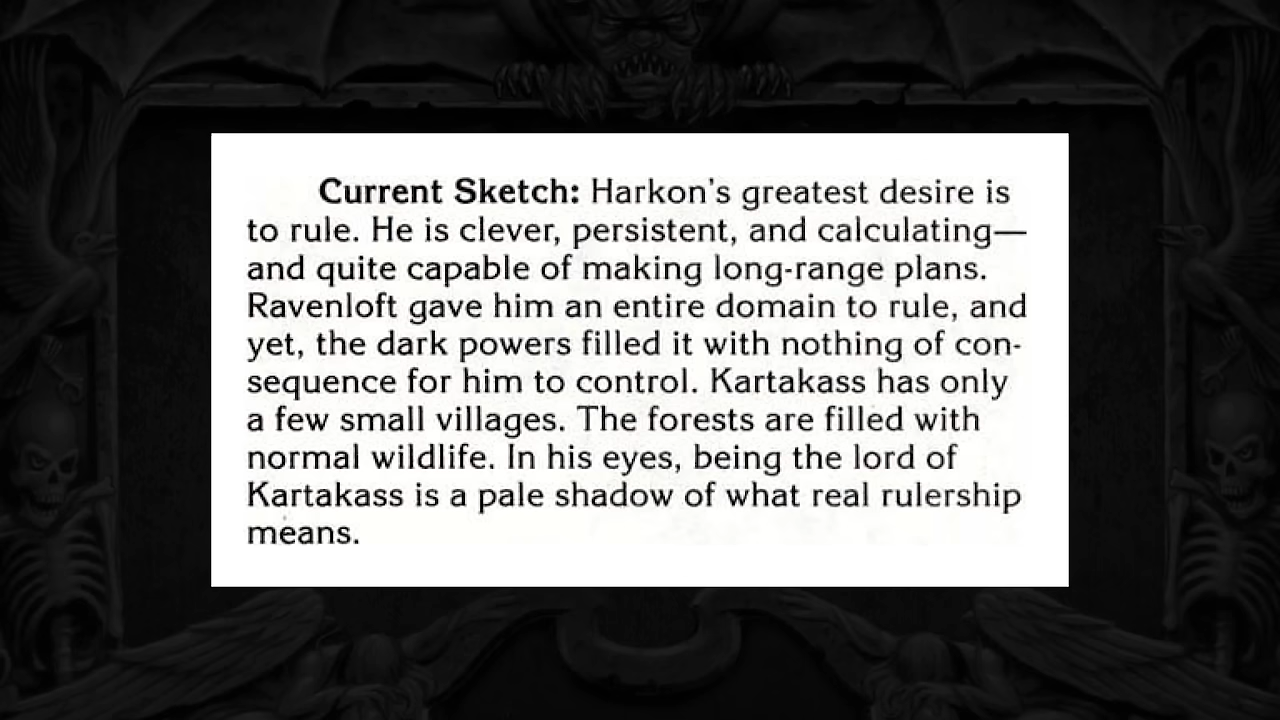 Current Sketch: Harkon's greatest desire is
to rule. He is clever, persistent, and calculating—
and quite capable of making long-range plans.
Ravenloft gave him an entire domain to rule, and
yet, the dark powers filled it with nothing of con-
sequence for him to control. Kartakass has only
a few small villages. The forests are filled with
normal wildlife. In his eyes, being the lord of
Kartakass is a pale shadow of what real rulership
means.